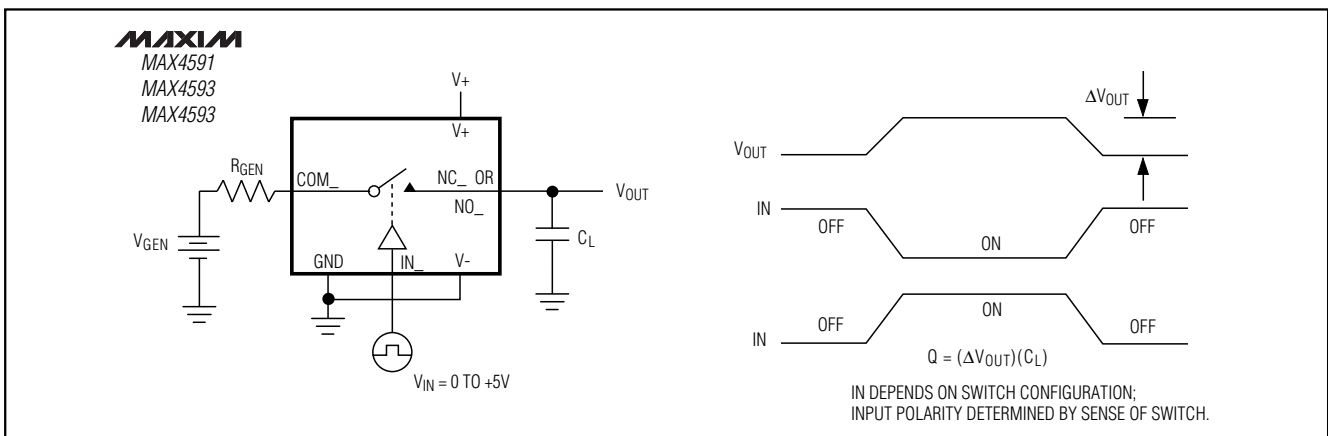 MAXIM
MAX4591
MAX4593
MAX4593
V+
V+
RGEN
COM_
NC_ OR
NO_
VOUT
VGEN
CL
GND
IN_
V-
VIN = 0 TO +5V
ΔVOUT
VOUT
IN
OFF
ON
OFF
IN
OFF
ON
OFF
Q = (ΔVOUT)(CL)
IN DEPENDS ON SWITCH CONFIGURATION;
INPUT POLARITY DETERMINED BY SENSE OF SWITCH.